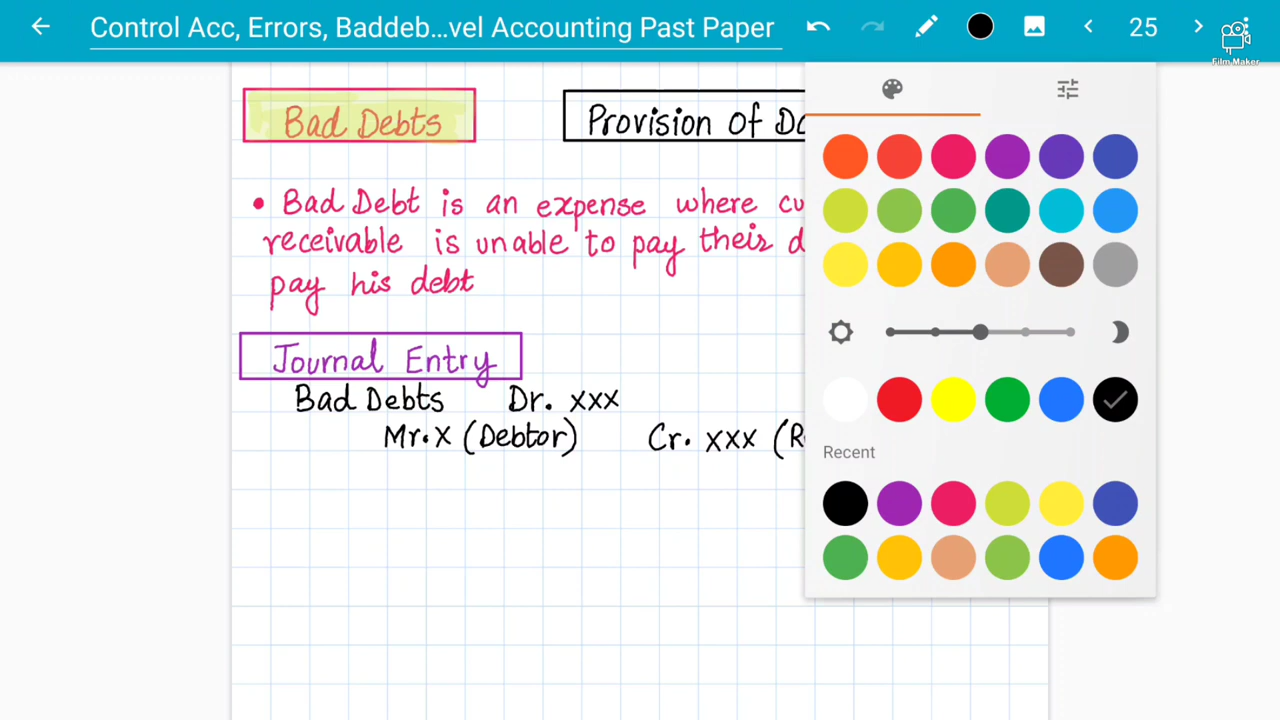 Control Acc, Errors, Baddeb...vel Accounting Past Paper 25
Film Maker
Bad Debts Provision Of
• Bad Debt is an expense where
receivable is unable to pay their
pay his debt
Journal Entry
Bad Debts Dr. xxx
Mr. X (Debtor) Cr. xxx
Recent